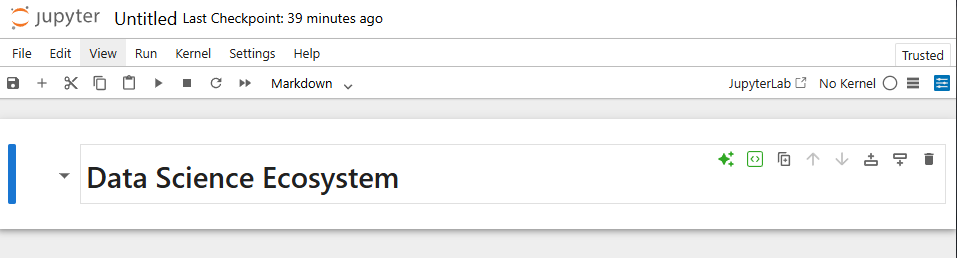 jupyter Untitled Last Checkpoint: 39 minutes ago
File Edit View Run Kernel Settings Help Trusted
Markdown JupyterLab No Kernel
Data Science Ecosystem